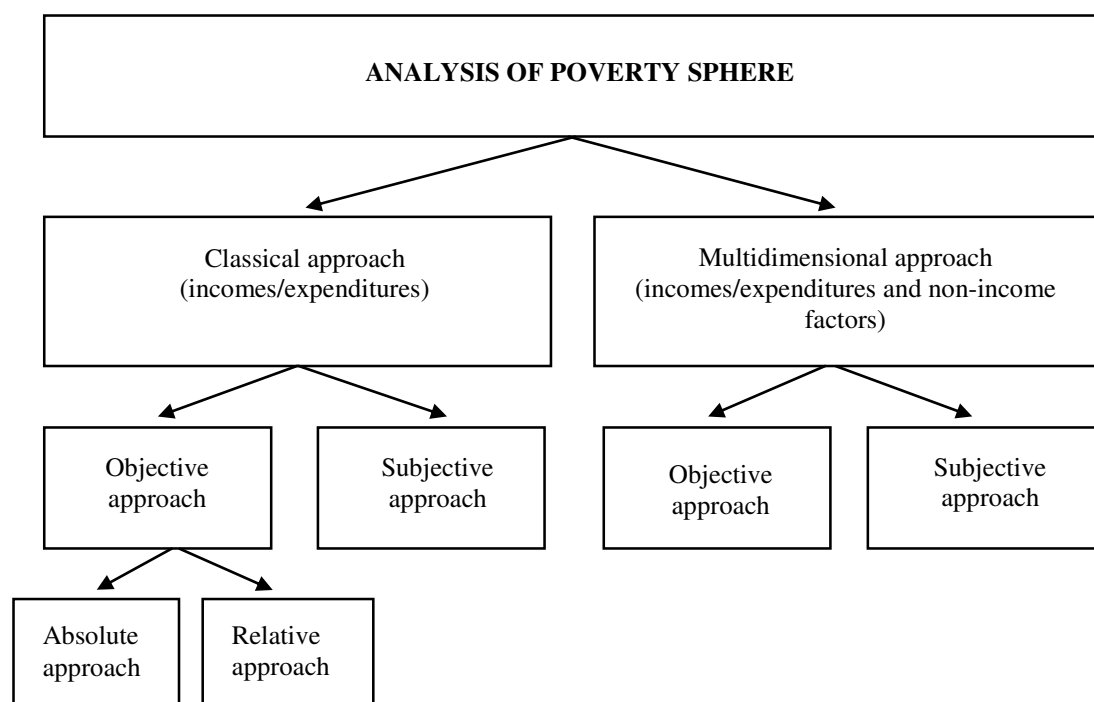 ANALYSIS OF POVERTY SPHERE
Classical approach
(incomes/expenditures)
Multidimensional approach
(incomes/expenditures and non-income
factors)
Objective
approach
Subjective
approach
Objective
approach
Subjective
approach
Absolute
approach
Relative
approach